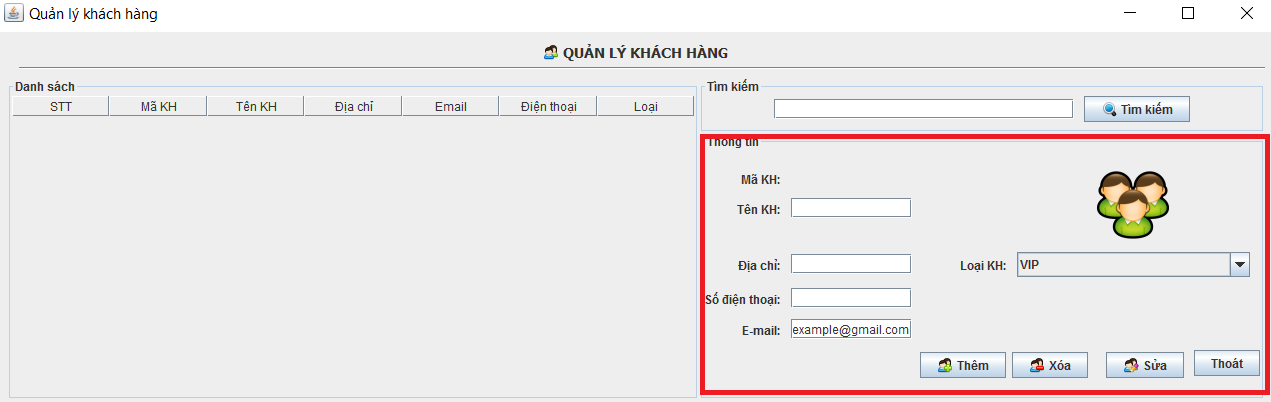 Quản lý khách hàng
QUẢN LÝ KHÁCH HÀNG
Danh sách
STT Mã KH Tên KH Địa chỉ Email Điện thoại Loại
Tìm kiếm
Tìm kiếm
Thông tin
Mã KH:
Tên KH:
Địa chỉ:
Loại KH: VIP
Số điện thoại:
E-mail: example@gmail.com
Thêm Xóa Sửa Thoát